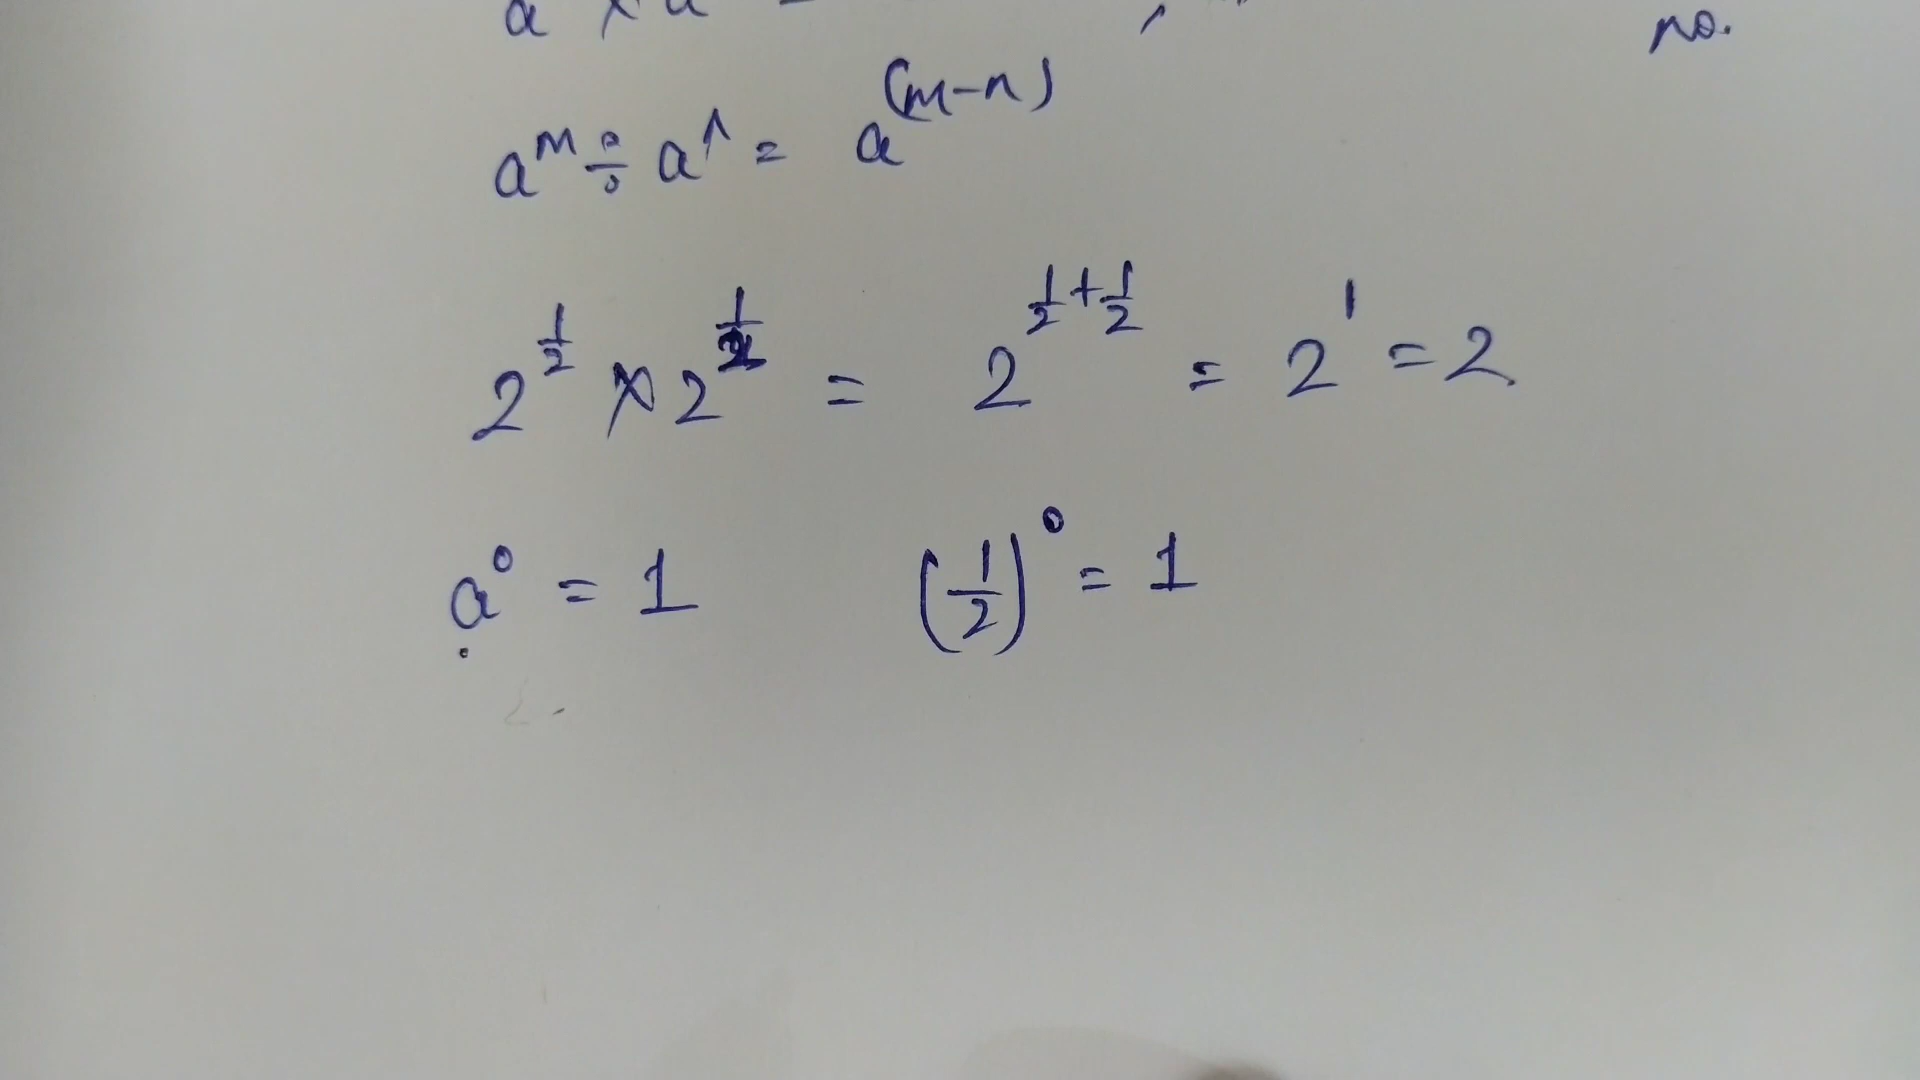 no.
a^m ÷ a^n = a^(m-n)
2^(1/2) × 2^(1/2) = 2^(1/2+1/2) = 2^1 = 2
a^0 = 1 (1/2)^0 = 1